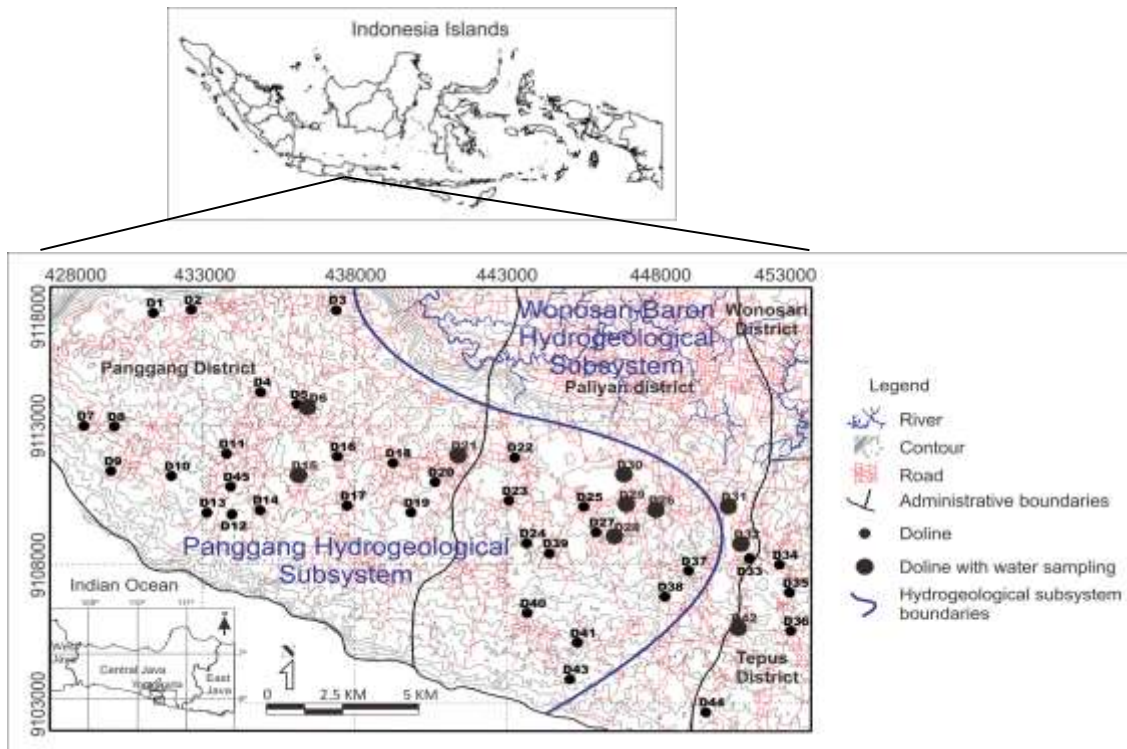 Indonesia Islands
428000 433000 438000 443000 448000 453000
9118000
9113000
9108000
9103000
D1
D2
D3
Wonosari-Baron
Hydrogeological
Subsystem
Wonosari
District
Paliyan district
Panggang District
D4
D5
D6
D7
D8
D9
D10
D11
D45
D13
D12
D14
D16
D17
D18
D19
D20
D21
D22
D23
D24
D39
D25
D27
D28
D29
D30
D31
D33
D34
D35
D36
D37
D38
D40
D41
D43
D44
Panggang Hydrogeological
Subsystem
Tepus
District
Indian Ocean
Central Java
East
Java
0 2.5 KM 5 KM
Legend
River
Contour
Road
Administrative boundaries
Doline
Doline with water sampling
Hydrogeological subsystem
boundaries